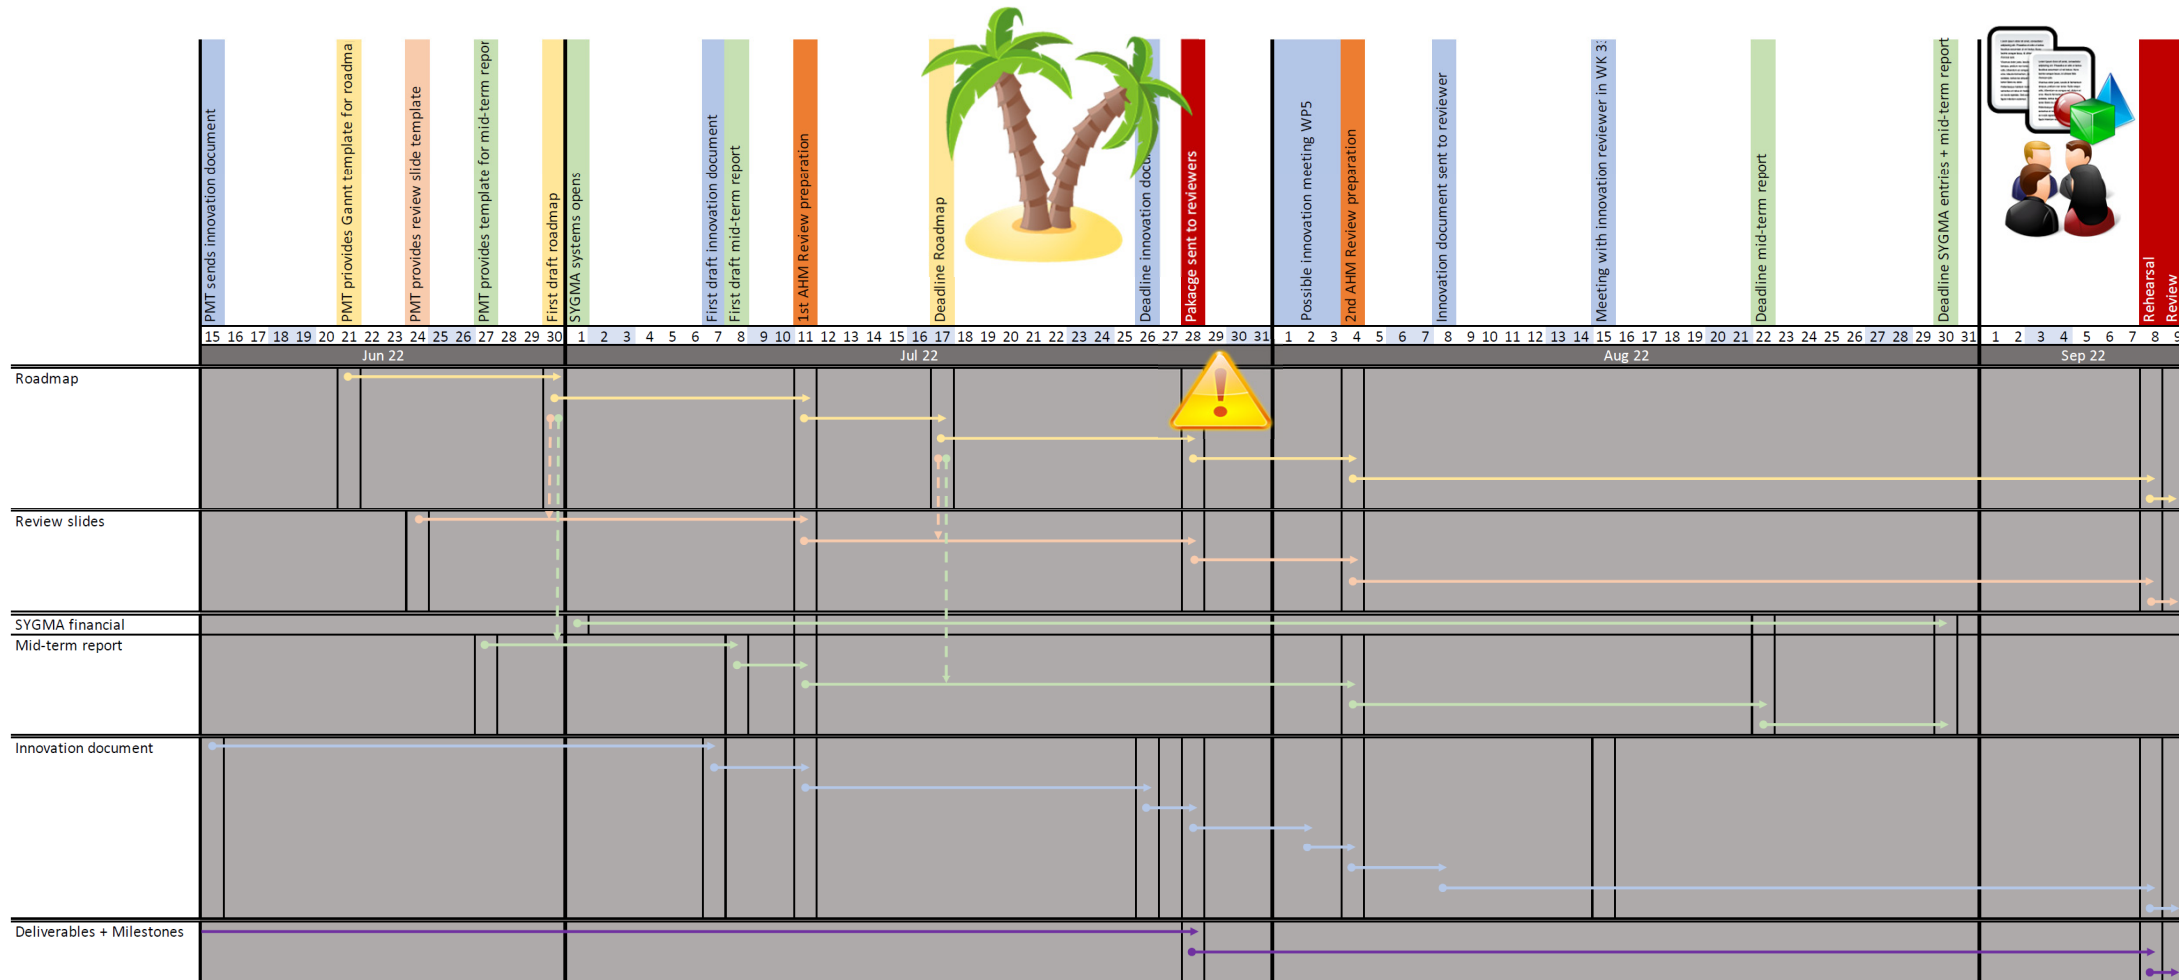 PMT sends innovation document
PMT priovides Gannt template for roadma
PMT provides review slide template
PMT provides template for mid-term repor
First draft roadmap
SYGMA systems opens
First draft innovation document
First draft mid-term report
1st AHM Review preparation
Deadline Roadmap
Deadline innovation docu
Pakacge sent to reviewers
Possible innovation meeting WP5
2nd AHM Review preparation
Innovation document sent to reviewer
Meeting with innovation reviewer in WK 3
Deadline mid-term report
Deadline SYGMA entries + mid-term report
Rehearsal
Review
15 16 17 18 19 20 21 22 23 24 25 26 27 28 29 30 1 2 3 4 5 6 7 8 9 10 11 12 13 14 15 16 17 18 19 20 21 22 23 24 25 26 27 28 29 30 31 1 2 3 4 5 6 7 8 9 10 11 12 13 14 15 16 17 18 19 20 21 22 23 24 25 26 27 28 29 30 31 1 2 3 4 5 6 7 8 9
Jun 22 Jul 22 Aug 22 Sep 22
Roadmap
Review slides
SYGMA financial
Mid-term report
Innovation document
Deliverables + Milestones